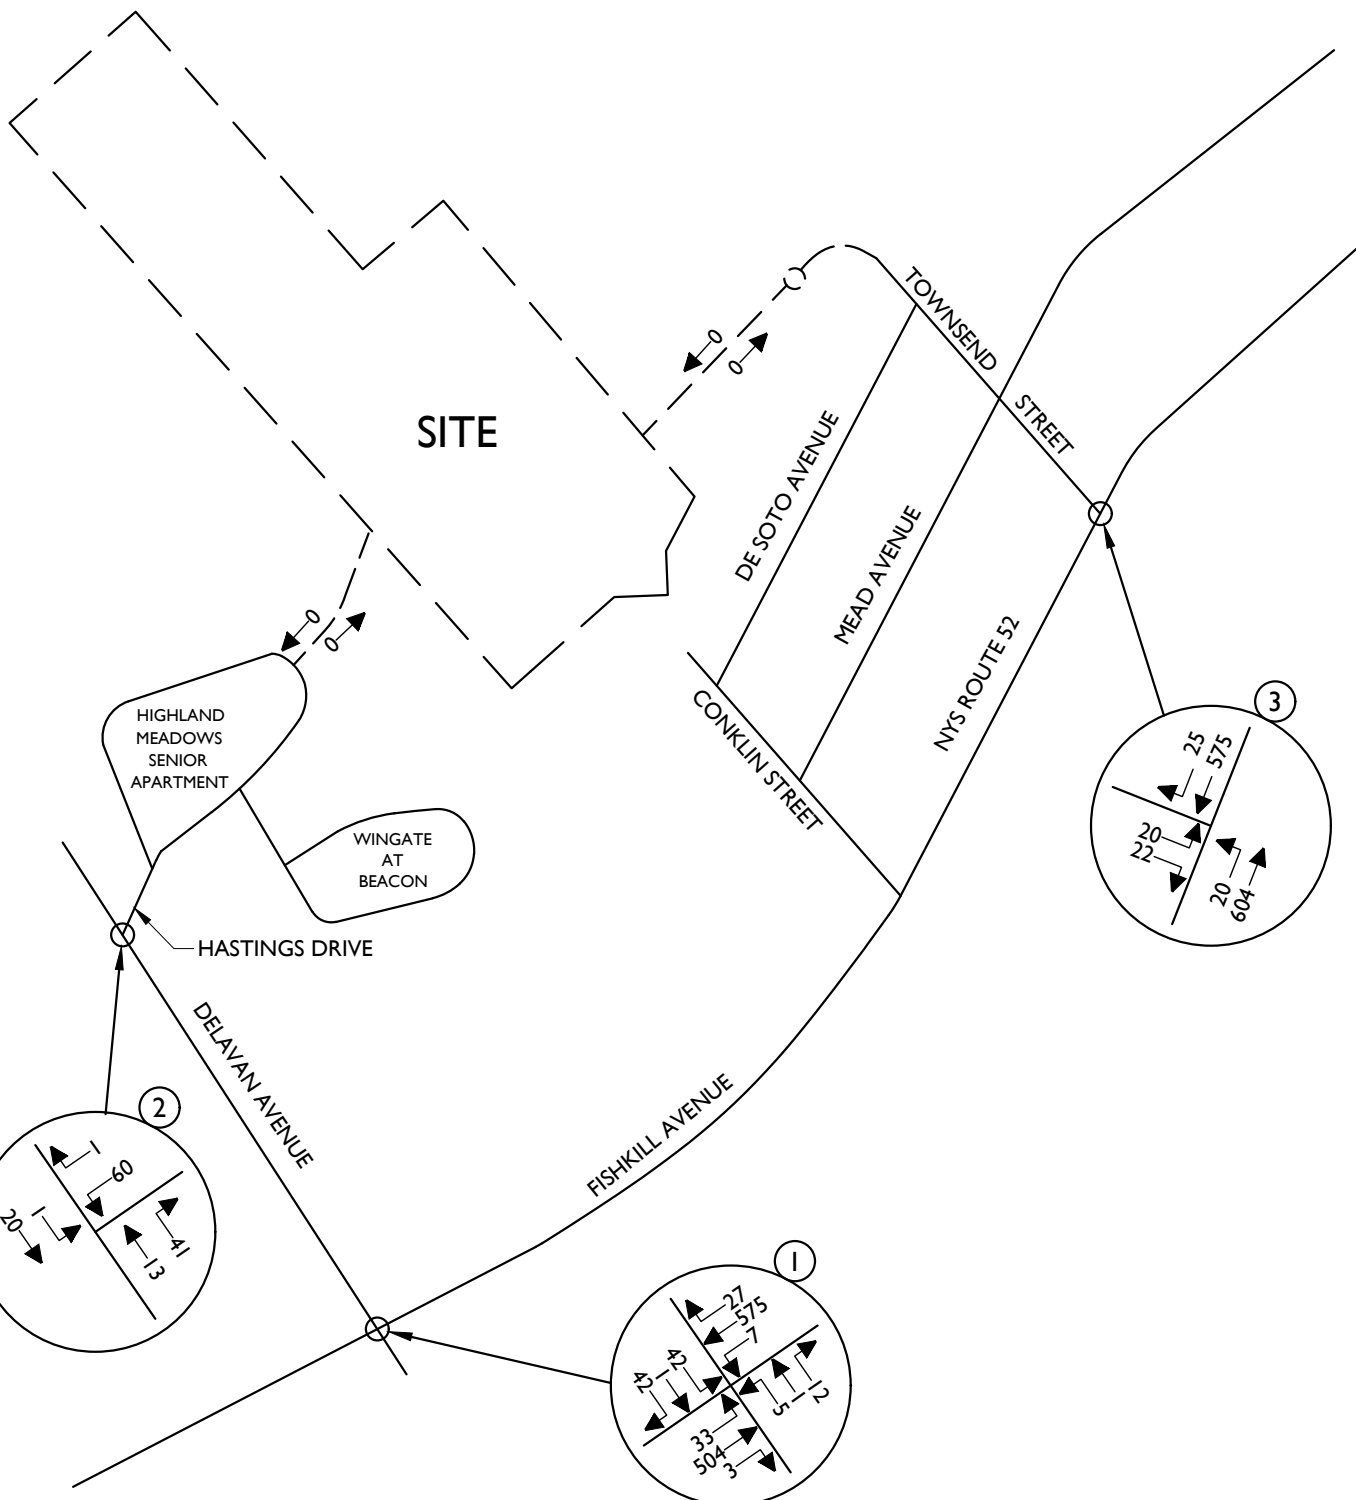 TOWNSEND
STREET
0
0
SITE
DE SOTO AVENUE
MEAD AVENUE
NYS ROUTE 52
CONKLIN STREET
0
0
HIGHLAND
MEADOWS
SENIOR
APARTMENT
WINGATE
AT
BEACON
HASTINGS DRIVE
DELAVAN AVENUE
FISHKILL AVENUE
3
25
575
20
22
20
604
2
1
60
1
20
41
13
1
27
575
7
42
1
42
12
1
5
33
504
3